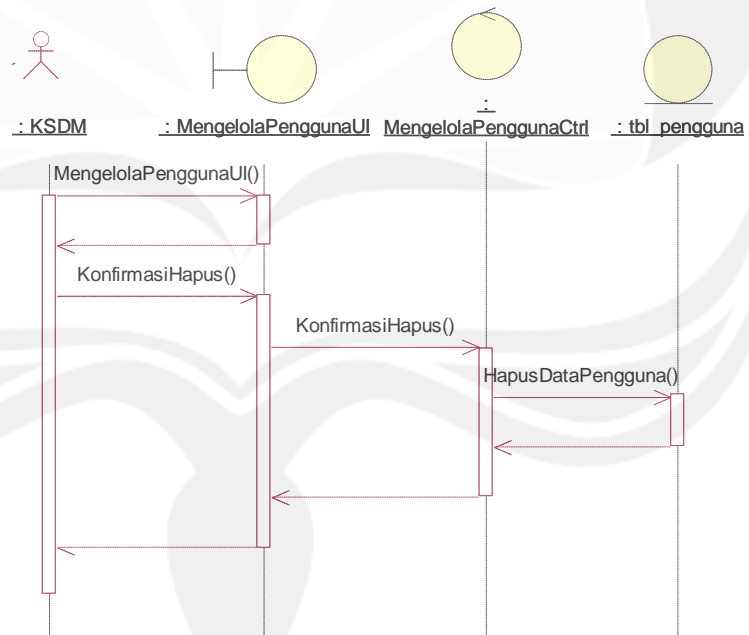 : KSDM
: MengelolaPenggunaUI
:
MengelolaPenggunaCtrl
: tbl_pengguna
MengelolaPenggunaUI()
KonfirmasiHapus()
KonfirmasiHapus()
HapusDataPengguna()